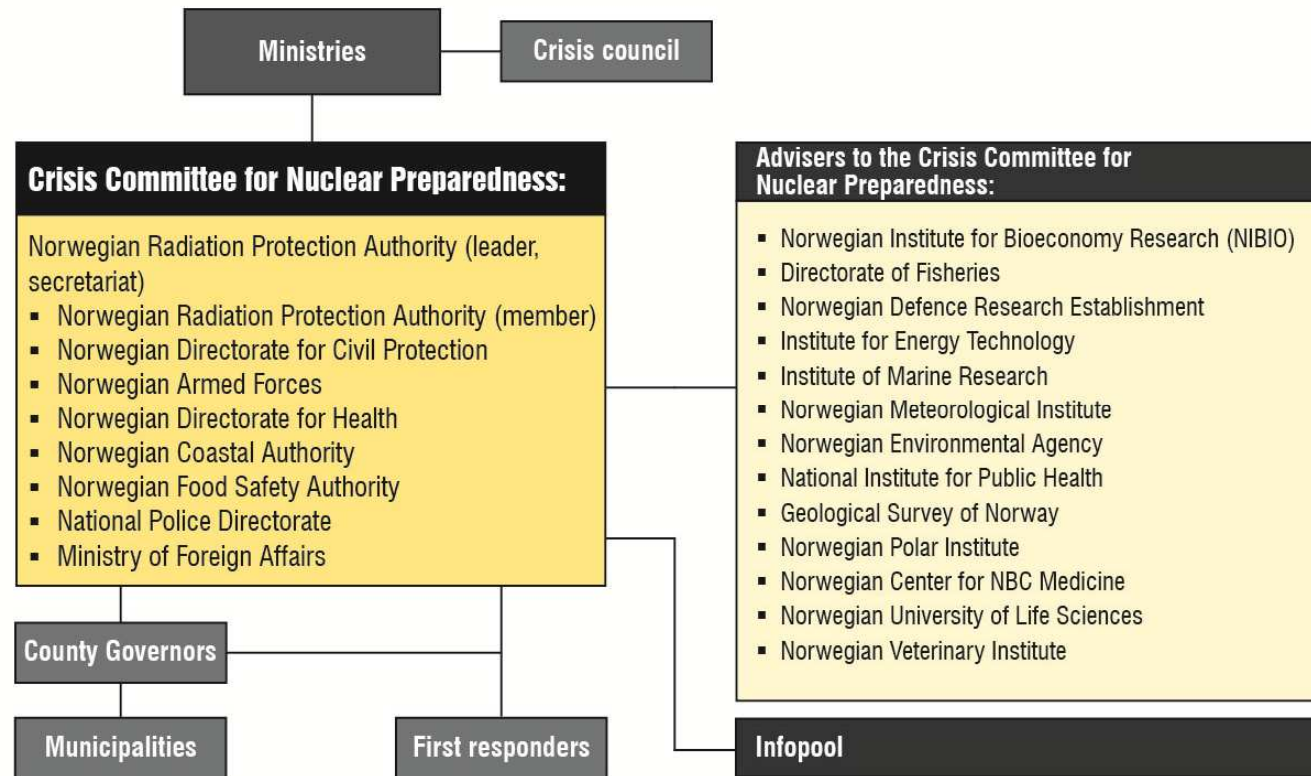 Ministries
Crisis council
Crisis Committee for Nuclear Preparedness:
Norwegian Radiation Protection Authority (leader,
secretariat)
▪ Norwegian Radiation Protection Authority (member)
▪ Norwegian Directorate for Civil Protection
▪ Norwegian Armed Forces
▪ Norwegian Directorate for Health
▪ Norwegian Coastal Authority
▪ Norwegian Food Safety Authority
▪ National Police Directorate
▪ Ministry of Foreign Affairs
Advisers to the Crisis Committee for
Nuclear Preparedness:
▪ Norwegian Institute for Bioeconomy Research (NIBIO)
▪ Directorate of Fisheries
▪ Norwegian Defence Research Establishment
▪ Institute for Energy Technology
▪ Institute of Marine Research
▪ Norwegian Meteorological Institute
▪ Norwegian Environmental Agency
▪ National Institute for Public Health
▪ Geological Survey of Norway
▪ Norwegian Polar Institute
▪ Norwegian Center for NBC Medicine
▪ Norwegian University of Life Sciences
▪ Norwegian Veterinary Institute
County Governors
Municipalities
First responders
Infopool